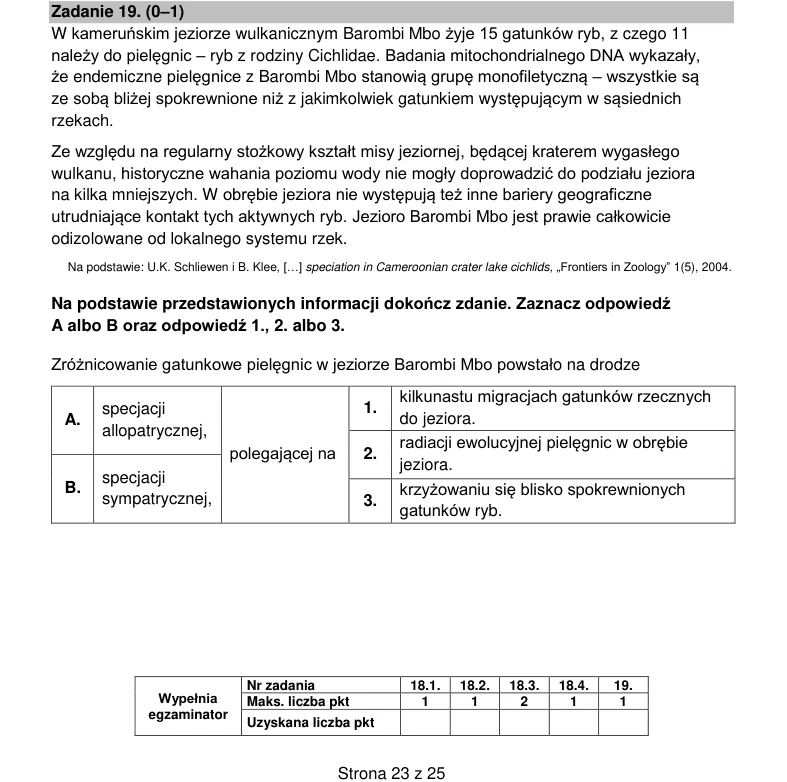 Zadanie 19. (0–1)
W kameruńskim jeziorze wulkanicznym Barombi Mbo żyje 15 gatunków ryb, z czego 11
należy do pielęgnic – ryb z rodziny Cichlidae. Badania mitochondrialnego DNA wykazały,
że endemiczne pielęgnice z Barombi Mbo stanowią grupę monofiletyczną – wszystkie są
ze sobą bliżej spokrewnione niż z jakimkolwiek gatunkiem występującym w sąsiednich
rzekach.
Ze względu na regularny stożkowy kształt misy jeziornej, będącej kraterem wygasłego
wulkanu, historyczne wahania poziomu wody nie mogły doprowadzić do podziału jeziora
na kilka mniejszych. W obrębie jeziora nie występują też inne bariery geograficzne
utrudniające kontakt tych aktywnych ryb. Jezioro Barombi Mbo jest prawie całkowicie
odizolowane od lokalnego systemu rzek.
Na podstawie: U.K. Schliewen i B. Klee, […] speciation in Cameroonian crater lake cichlids, „Frontiers in Zoology” 1(5), 2004.
Na podstawie przedstawionych informacji dokończ zdanie. Zaznacz odpowiedź
A albo B oraz odpowiedź 1., 2. albo 3.
Zróżnicowanie gatunkowe pielęgnic w jeziorze Barombi Mbo powstało na drodze
A.
specjacji
allopatrycznej,
B.
specjacji
sympatrycznej,
polegającej na
1.
kilkunastu migracjach gatunków rzecznych
do jeziora.
2.
radiacji ewolucyjnej pielęgnic w obrębie
jeziora.
3.
krzyżowaniu się blisko spokrewnionych
gatunków ryb.
Wypełnia
egzaminator
Nr zadania 18.1. 18.2. 18.3. 18.4. 19.
Maks. liczba pkt 1 1 2 1 1
Uzyskana liczba pkt
Strona 23 z 25